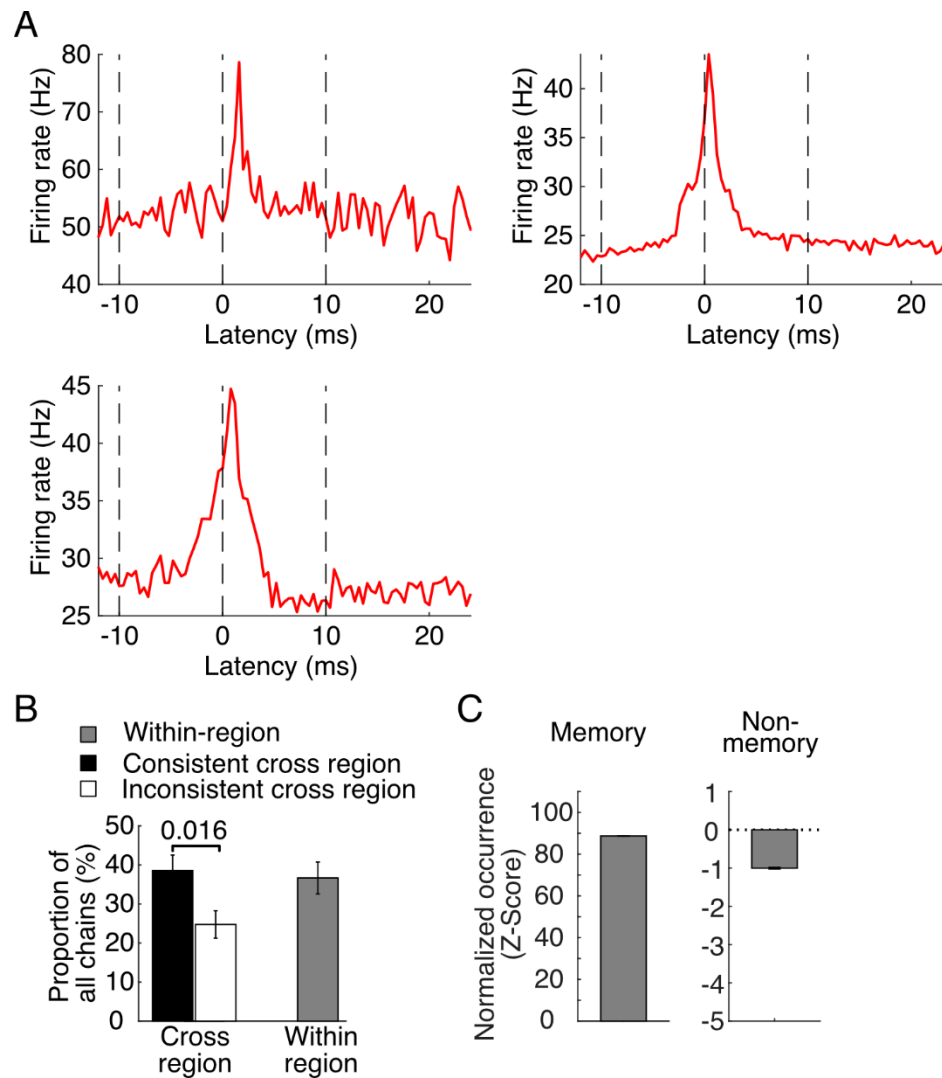 A
Firing rate (Hz)
80
70
60
50
40
-10
0
10
20
Latency (ms)
Firing rate (Hz)
40
35
30
25
20
-10
0
10
20
Latency (ms)
Firing rate (Hz)
45
40
35
30
25
-10
0
10
20
Latency (ms)
B
Within-region
Consistent cross region
Inconsistent cross region
Proportion of
all chains (%)
50
40
30
20
10
0
0.016
Cross
region
Within
region
C
Memory
Normalized occurrence
(Z-Score)
100
80
60
40
20
0
Non-
memory
1
0
-1
-2
-3
-4
-5